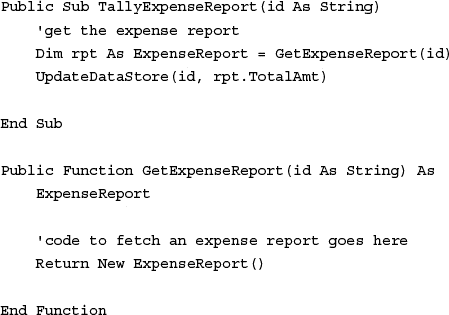 Public Sub TallyExpenseReport(id As String)
'get the expense report
Dim rpt As ExpenseReport = GetExpenseReport(id)
UpdateDataStore(id, rpt.TotalAmt)
End Sub
Public Function GetExpenseReport(id As String) As
ExpenseReport
'code to fetch an expense report goes here
Return New ExpenseReport()
End Function